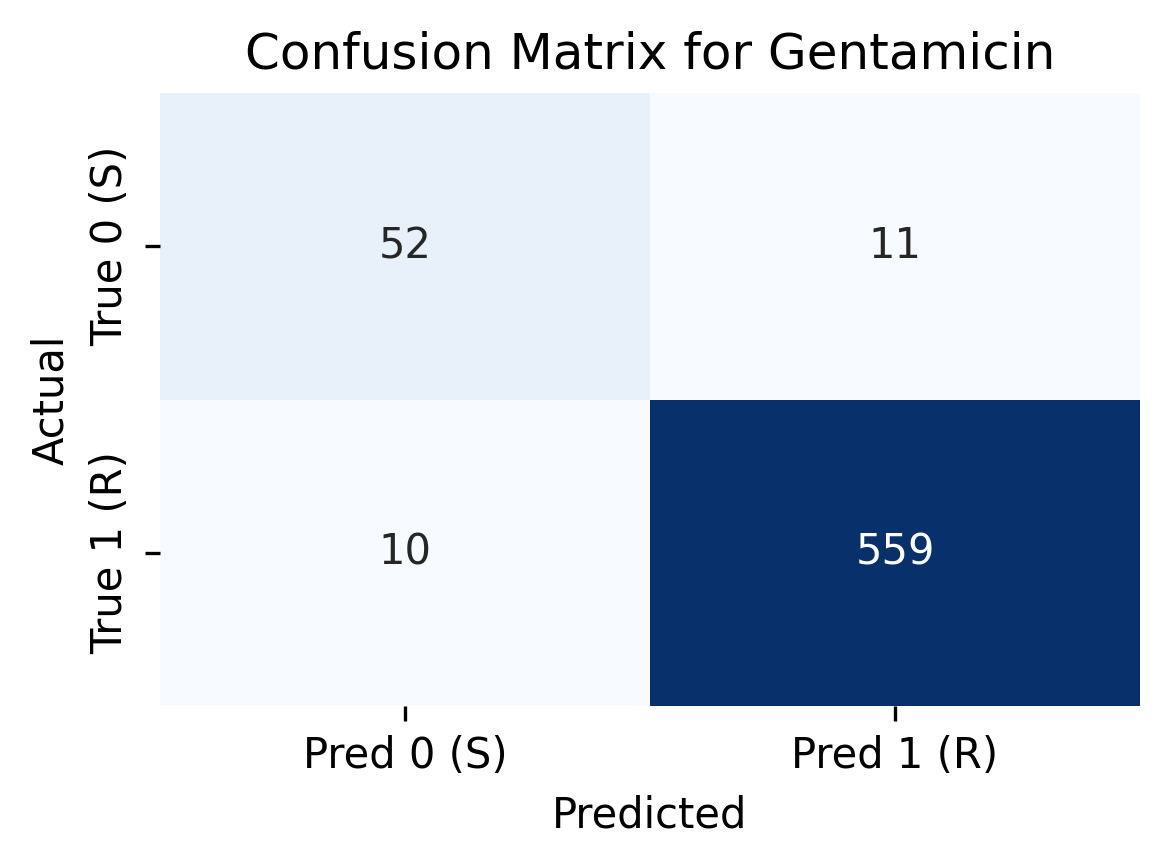 Confusion Matrix for Gentamicin
Actual
True 0 (S)
52 11
True 1 (R)
10 559
Pred 0 (S) Pred 1 (R)
Predicted